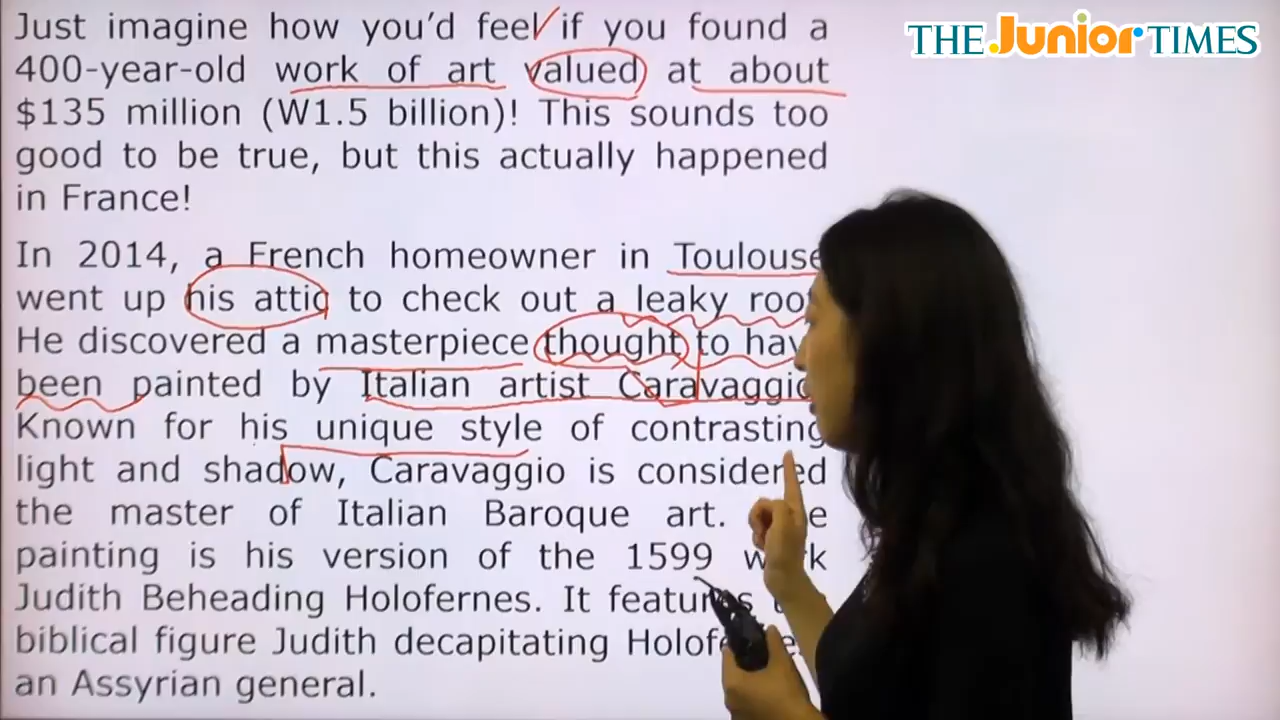 THE Junior TIMES
Just imagine how you'd feel if you found a
400-year-old work of art valued at about
$135 million (W1.5 billion)! This sounds too
good to be true, but this actually happened
in France!
In 2014, a French homeowner in Toulouse
went up his attic to check out a leaky roof
He discovered a masterpiece thought to have
been painted by Italian artist Caravaggio
Known for his unique style of contrasting
light and shadow, Caravaggio is considered
the master of Italian Baroque art.
painting is his version of the 1599 work
Judith Beheading Holofernes. It features
biblical figure Judith decapitating Holofernes
an Assyrian general.